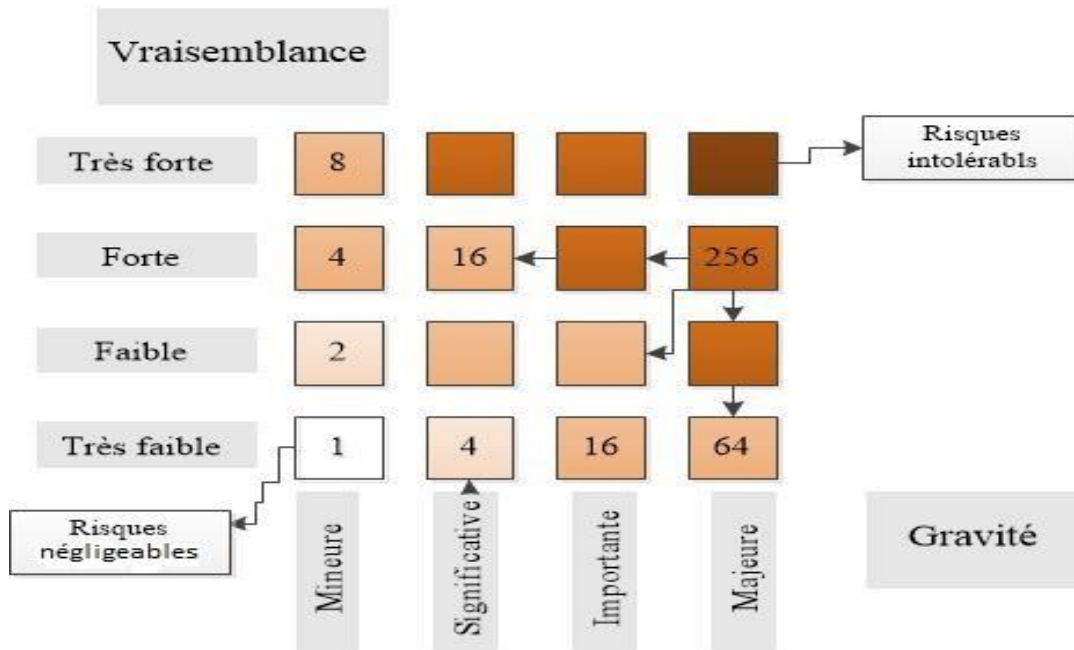 Vraisemblance
Très forte
8
Risques
intolérabls
Forte
4
16
256
Faible
2
Très faible
1
4
16
64
Risques
négligeables
Mineure
Significative
Importante
Majeure
Gravité